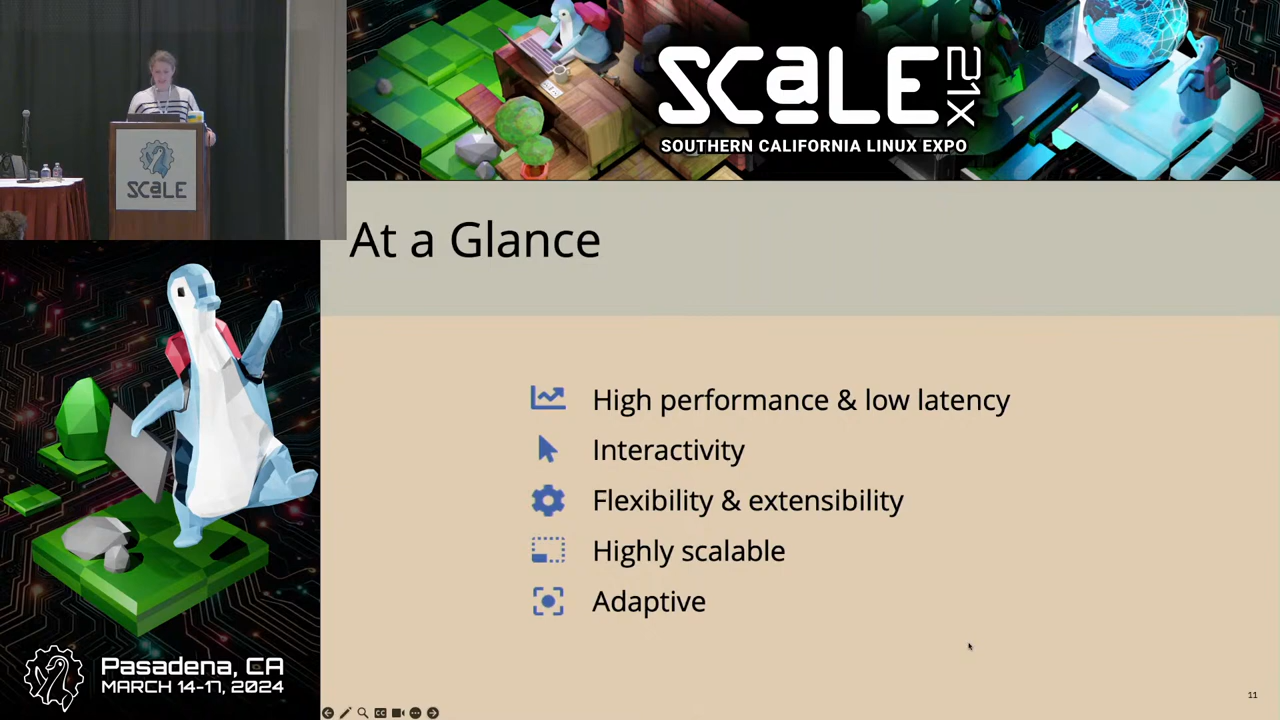 SCALE
21X
SOUTHERN CALIFORNIA LINUX EXPO
SCALE
At a Glance
High performance & low latency
Interactivity
Flexibility & extensibility
Highly scalable
Adaptive
Pasadena, CA
MARCH 14-17, 2024
CC
11